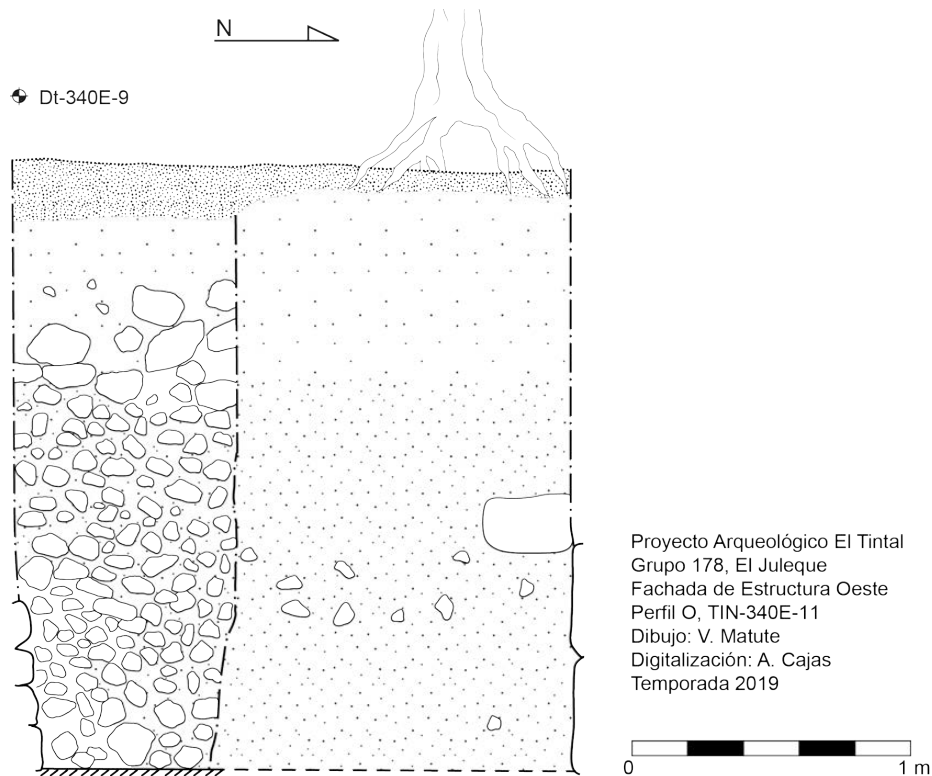 N
Dt-340E-9
Proyecto Arqueológico El Tintal
Grupo 178, El Juleque
Fachada de Estructura Oeste
Perfil O, TIN-340E-11
Dibujo: V. Matute
Digitalización: A. Cajas
Temporada 2019
0 1 m